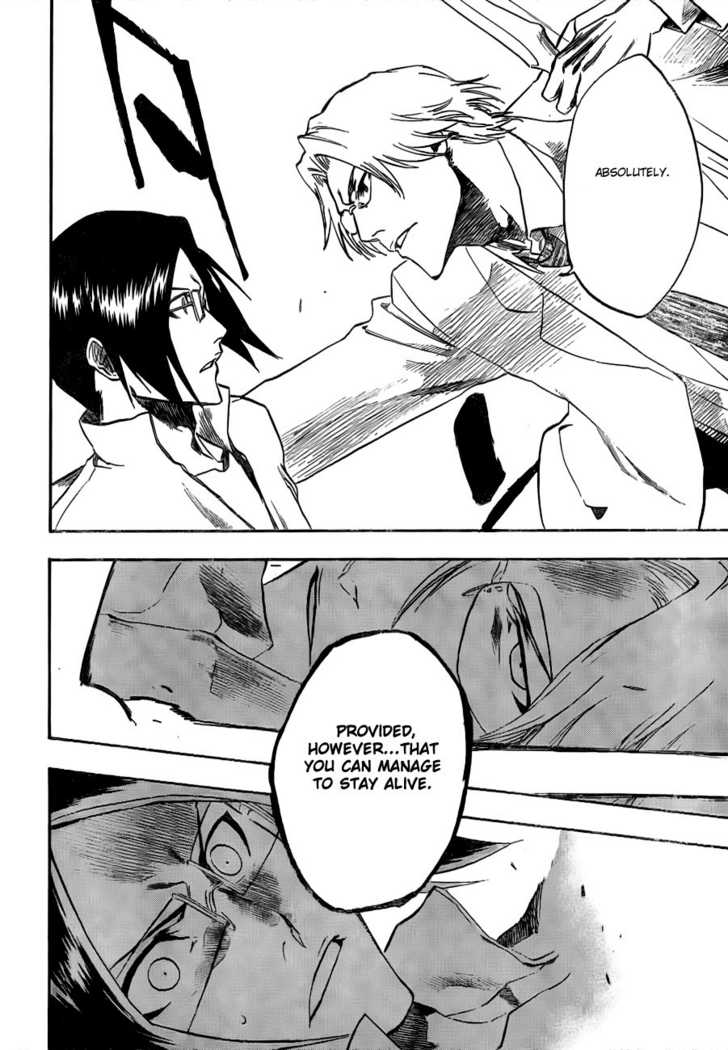 ABSOLUTELY.
PROVIDED,
HOWEVER...THAT
YOU CAN MANAGE
TO STAY ALIVE.